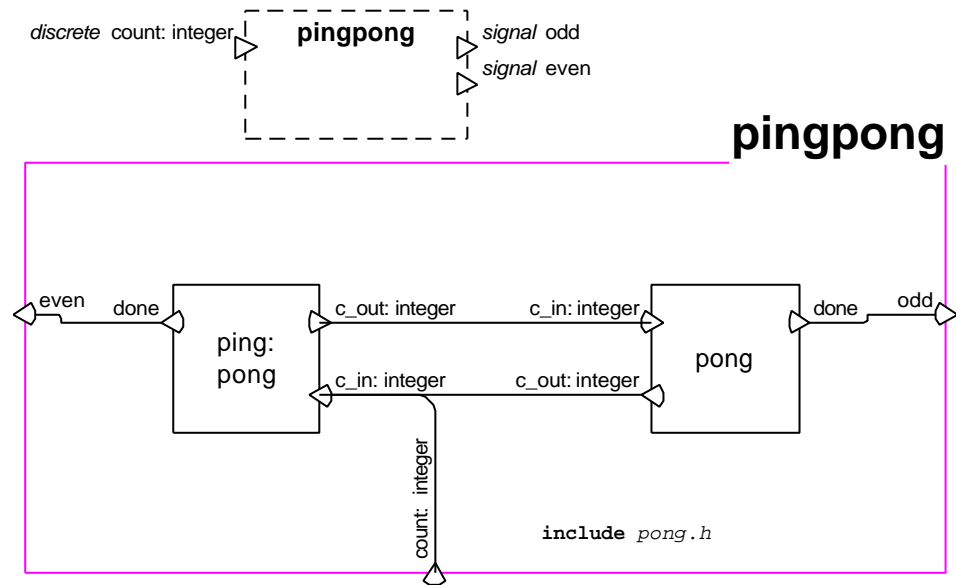 discrete count: integer
pingpong
signal odd
signal even
pingpong
even
done
ping:
pong
c_out: integer
c_in: integer
c_in: integer
c_out: integer
pong
done
odd
count: integer
include pong.h